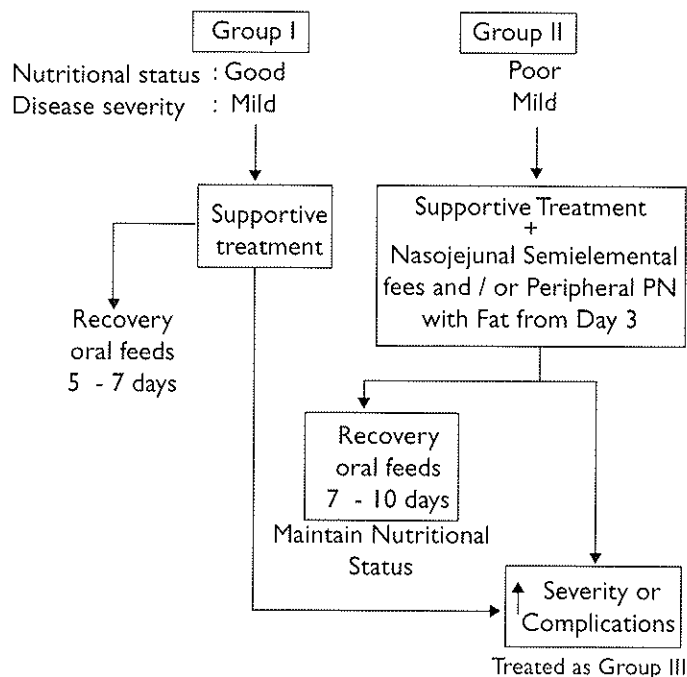 Group I
Group II
Nutritional status : Good
Poor
Disease severity : Mild
Mild
Supportive
treatment
Supportive Treatment
+
Nasojejunal Semielemental
fees and / or Peripheral PN
with Fat from Day 3
Recovery
oral feeds
5 - 7 days
Recovery
oral feeds
7 - 10 days
Maintain Nutritional
Status
↑ Severity or
Complications
Treated as Group III